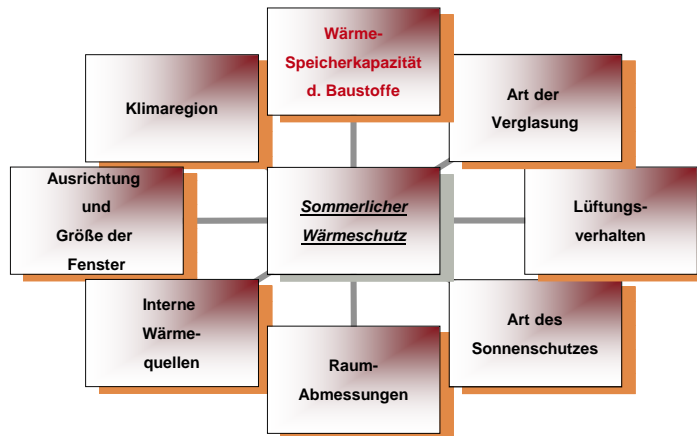 Wärme-
Speicherkapazität
d. Baustoffe
Klimaregion
Art der
Verglasung
Ausrichtung
und
Größe der
Fenster
Sommerlicher
Wärmeschutz
Lüftungs-
verhalten
Interne
Wärme-
quellen
Raum-
Abmessungen
Art des
Sonnenschutzes